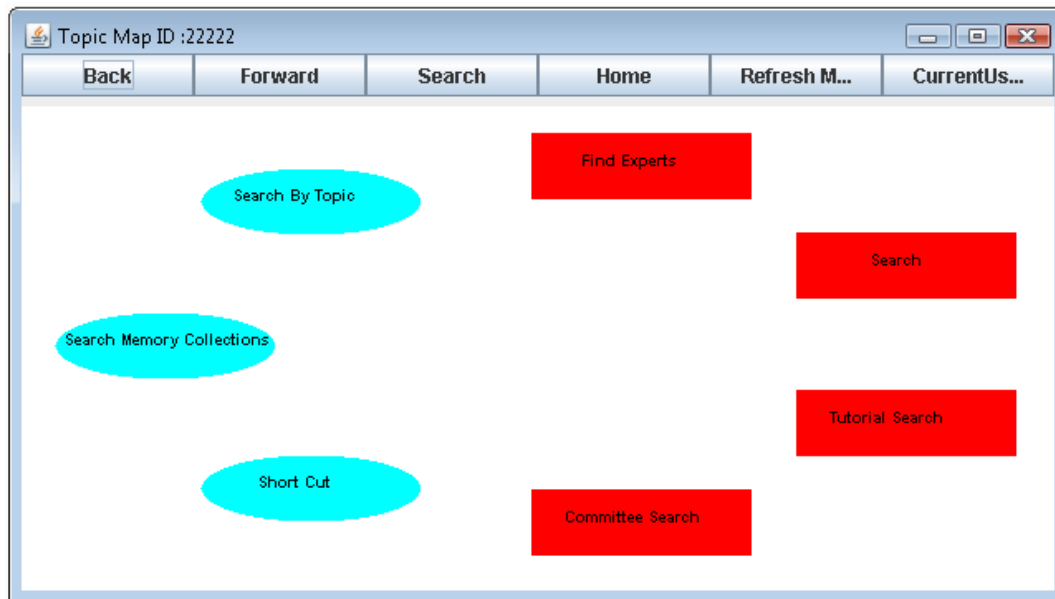 Topic Map ID :22222
Back Forward Search Home Refresh M... CurrentUs...
Find Experts
Search By Topic
Search
Search Memory Collections
Tutorial Search
Short Cut
Committee Search